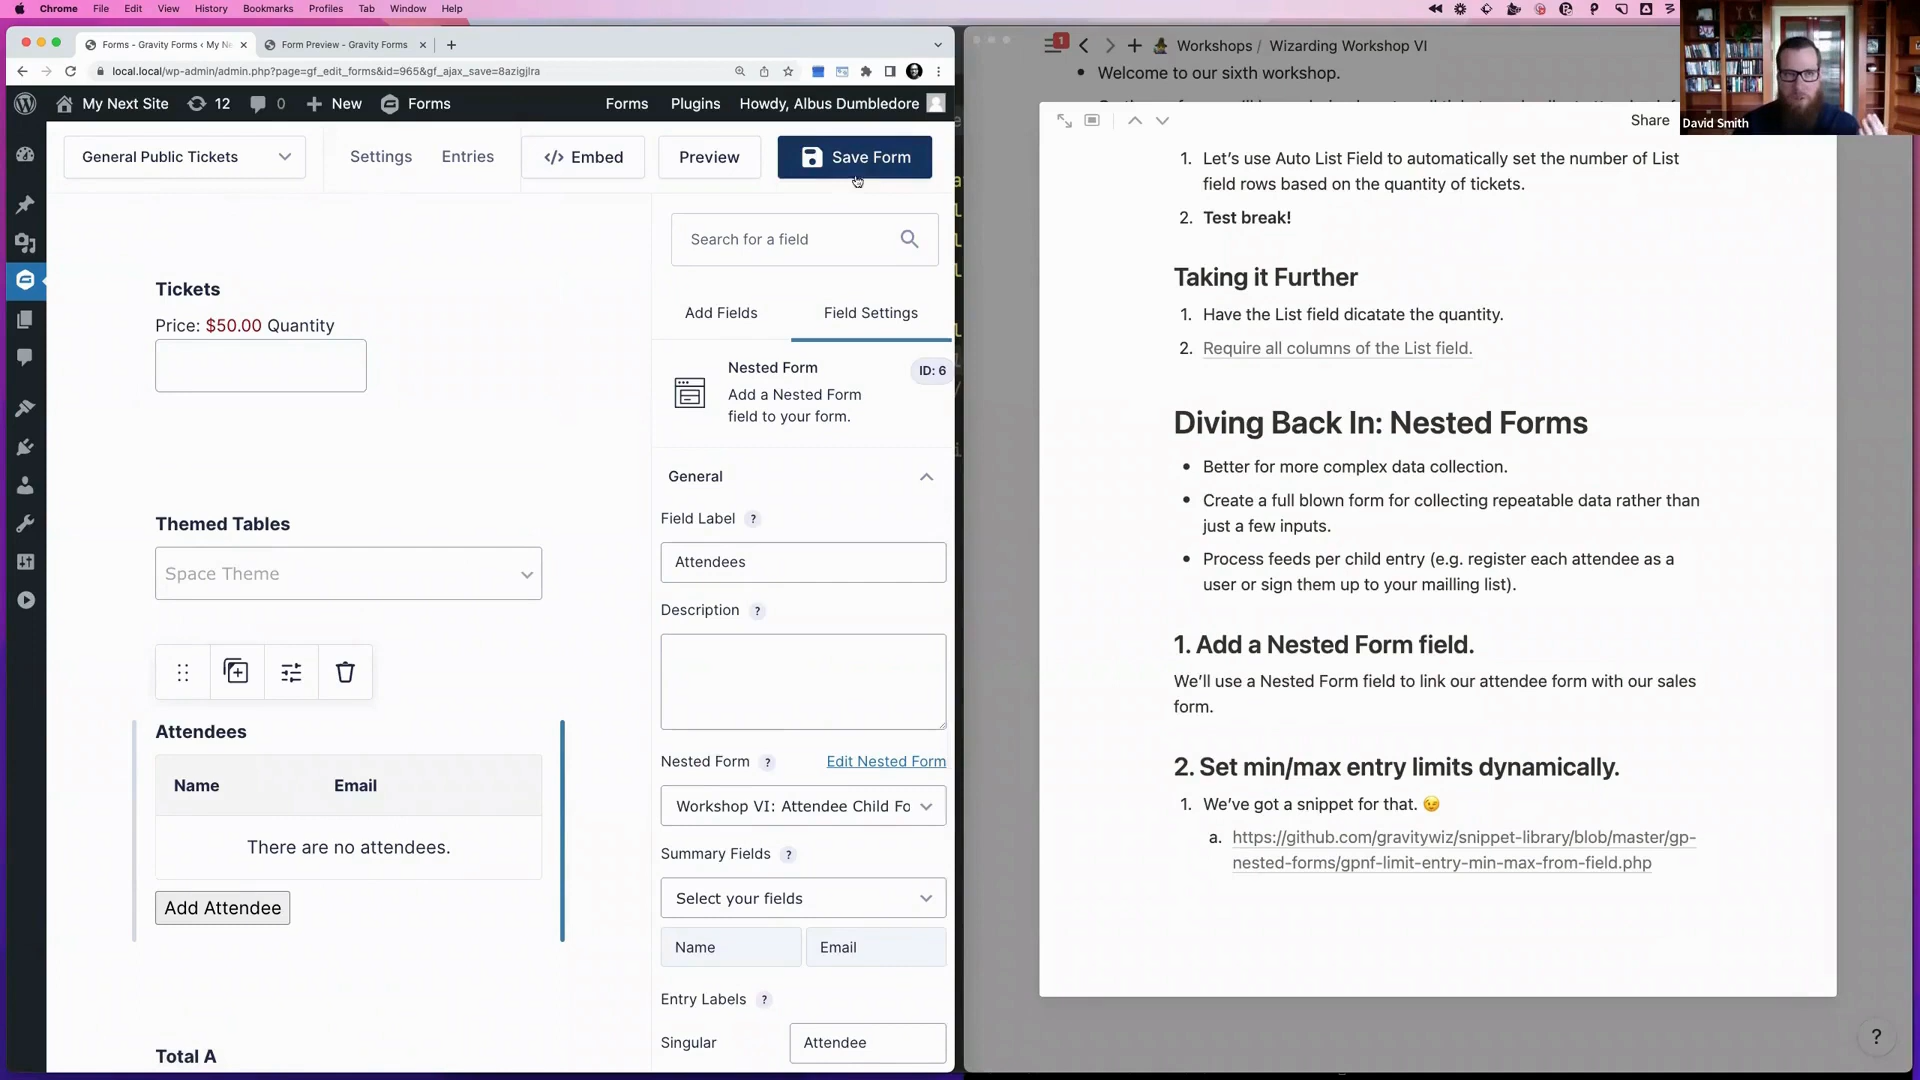 Chrome File Edit View History Bookmarks Profiles Tab Window Help
Forms - Gravity Forms ‹ My Ne
Form Preview - Gravity Forms
local.local/wp-admin/admin.php?page=gf_edit_forms&id=965&gf_ajax_save=8azigjlra
My Next Site 12 0 New Forms Forms Plugins Howdy, Albus Dumbledore
General Public Tickets Settings Entries Embed Preview Save Form
Tickets
Price: $50.00 Quantity
Themed Tables
Space Theme
Attendees
Name Email
There are no attendees.
Add Attendee
Total A
Search for a field
Add Fields Field Settings
Nested Form ID: 6
Add a Nested Form
field to your form.
General
Field Label ?
Attendees
Description ?
Nested Form ? Edit Nested Form
Workshop VI: Attendee Child Fo
Summary Fields ?
Select your fields
Name Email
Entry Labels ?
Singular Attendee
1 Workshops / Wizarding Workshop VI
• Welcome to our sixth workshop.
Share
David Smith
1. Let's use Auto List Field to automatically set the number of List
field rows based on the quantity of tickets.
2. Test break!
Taking it Further
1. Have the List field dicatate the quantity.
2. Require all columns of the List field.
Diving Back In: Nested Forms
• Better for more complex data collection.
• Create a full blown form for collecting repeatable data rather than
just a few inputs.
• Process feeds per child entry (e.g. register each attendee as a
user or sign them up to your mailling list).
1. Add a Nested Form field.
We'll use a Nested Form field to link our attendee form with our sales
form.
2. Set min/max entry limits dynamically.
1. We've got a snippet for that. 😉
a. https://github.com/gravitywiz/snippet-library/blob/master/gp-
nested-forms/gpnf-limit-entry-min-max-from-field.php
?